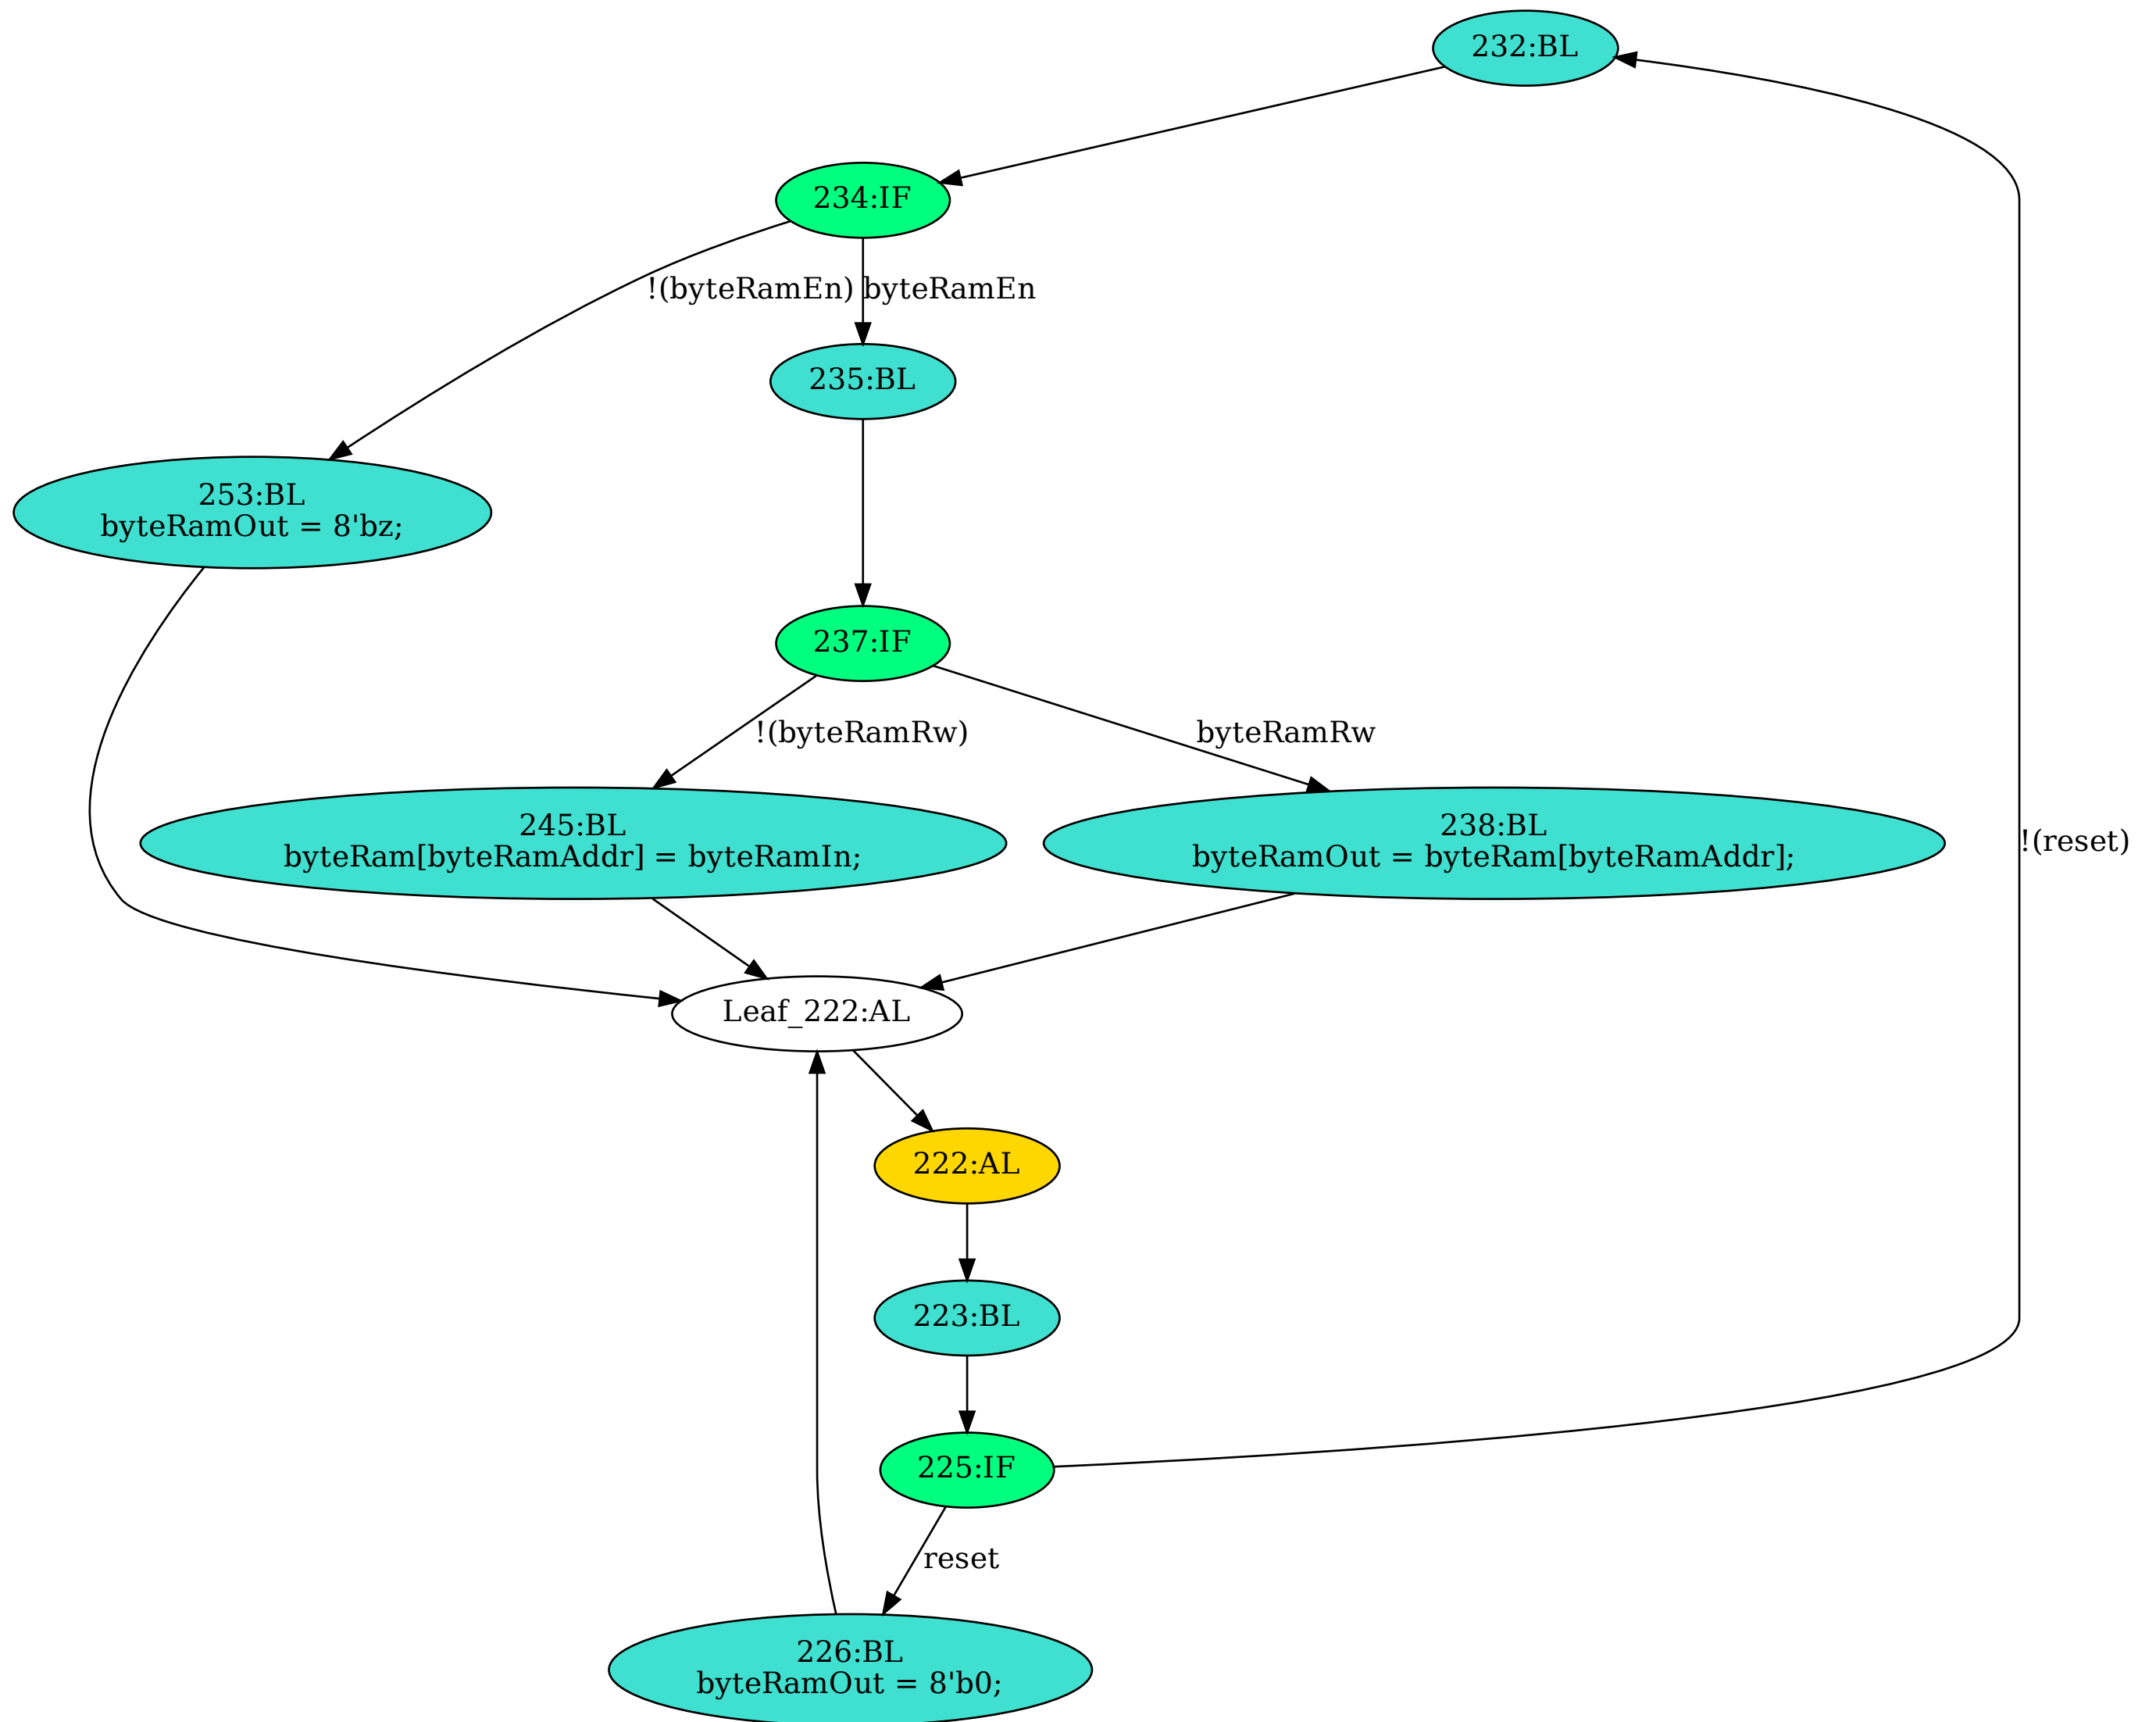 232:BL
234:IF
!(byteRamEn)
byteRamEn
235:BL
253:BL
byteRamOut = 8'bz;
237:IF
!(byteRamRw)
byteRamRw
245:BL
byteRam[byteRamAddr] = byteRamIn;
238:BL
byteRamOut = byteRam[byteRamAddr];
!(reset)
Leaf_222:AL
222:AL
223:BL
225:IF
reset
226:BL
byteRamOut = 8'b0;